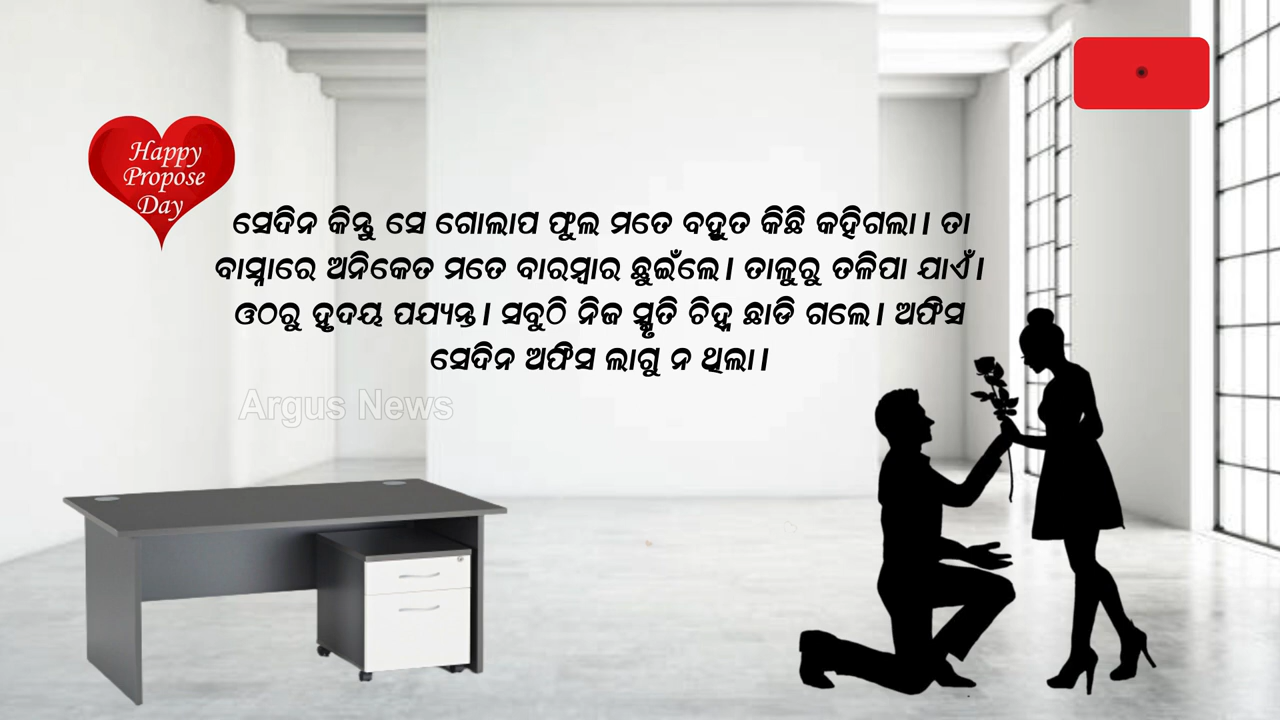 Happy
Propose
Day
ସେଦିନ କିନ୍ତୁ ସେ ଗୋଲାପ ଫୁଲ ମତେ ବହୁତ କିଛି କହିଗଲା। ତା
ବାସ୍ନାରେ ଅନିକେତ ମତେ ବାରମ୍ବାର ଛୁଇଁଲେ। ତାଳୁରୁ ତଳିପା ଯାଏଁ।
ଓଠରୁ ହୃଦୟ ପଯ୍ୟନ୍ତ। ସବୁଠି ନିଜ ସ୍ମୃତି ଚିହ୍ନ ଛାଡି ଗଲେ। ଅଫିସ
ସେଦିନ ଅଫିସ ଲାଗୁ ନ ଥିଲା।
Argus News